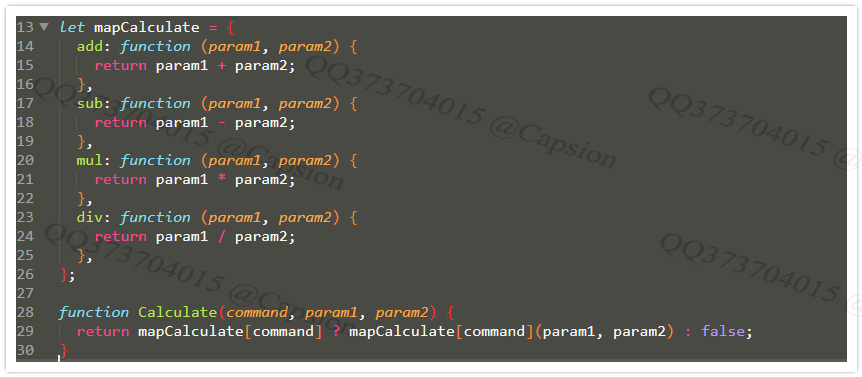 13 let mapCalculate = {
14   add: function (param1, param2) {
15     return param1 + param2;
16   },
17   sub: function (param1, param2) {
18     return param1 - param2;
19   },
20   mul: function (param1, param2) {
21     return param1 * param2;
22   },
23   div: function (param1, param2) {
24     return param1 / param2;
25   },
26 };
27
28 function Calculate(command, param1, param2) {
29   return mapCalculate[command] ? mapCalculate[command](param1, param2) : false;
30 }
QQ373704015 @Capsion
QQ373704015 @Capsion
QQ373704015 @
QQ373704015 @Capsion
QQ373704015 @